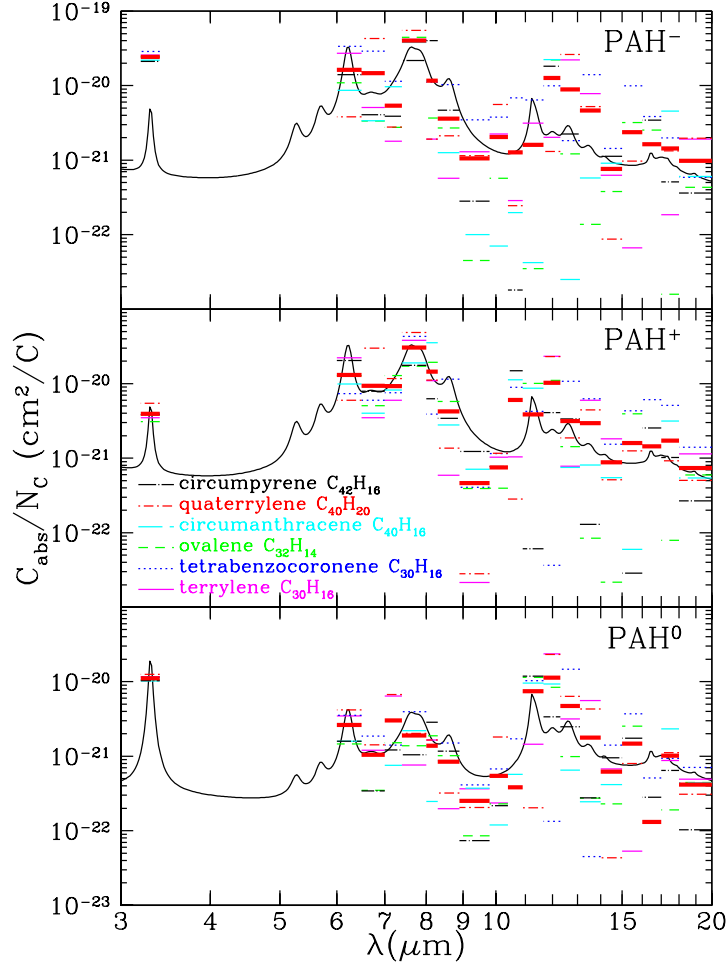 10⁻¹⁹
PAH⁻
10⁻²⁰
10⁻²¹
10⁻²²
PAH⁺
10⁻²⁰
10⁻²¹
10⁻²²
circumpyrene C₄₂H₁₆
quaterrylene C₄₀H₂₀
circumanthracene C₄₀H₁₆
ovalene C₃₂H₁₄
tetrabenzocoronene C₃₀H₁₆
terrylene C₃₀H₁₆
C_abs/N_C (cm²/C)
PAH⁰
10⁻²⁰
10⁻²¹
10⁻²²
10⁻²³
3 4 5 6 7 8 9 10 15 20
λ(μm)